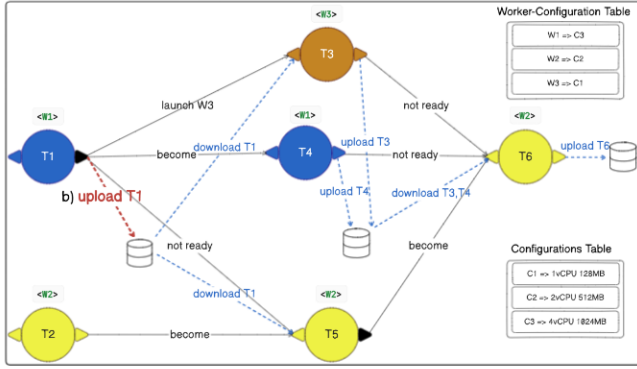 Worker-Configuration Table
W1 => C3
W2 => C2
W3 => C1
<W3>
T3
launch W3
not ready
<W1>
T1
<W1>
T4
<W2>
T6
download T1
upload T3
become
not ready
upload T6
b) upload T1
upload T4
download T3,T4
not ready
become
Configurations Table
C1 => 1vCPU 128MB
C2 => 2vCPU 512MB
C3 => 4vCPU 1024MB
download T1
<W2>
T2
become
<W2>
T5